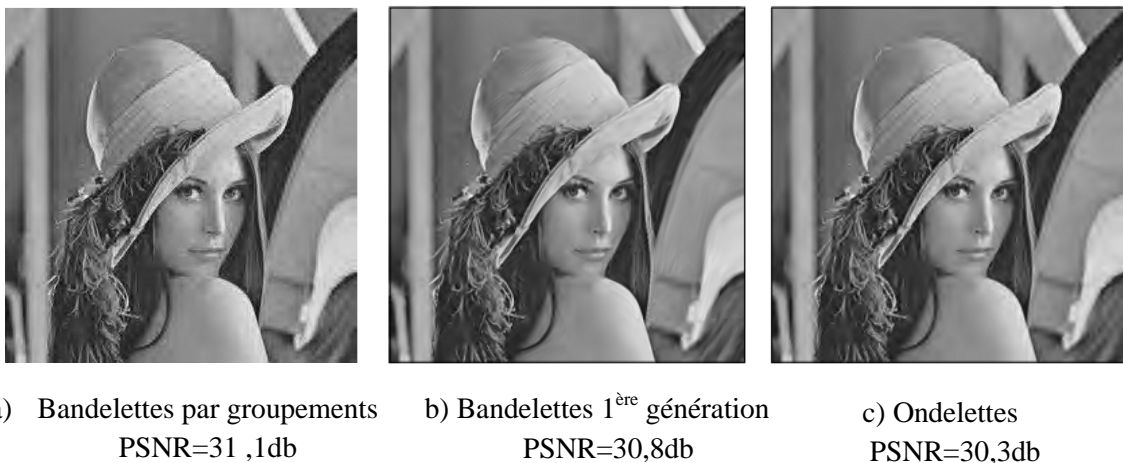 ) Bandelettes par groupements
PSNR=31 ,1db
b) Bandelettes 1ère génération
PSNR=30,8db
c) Ondelettes
PSNR=30,3db